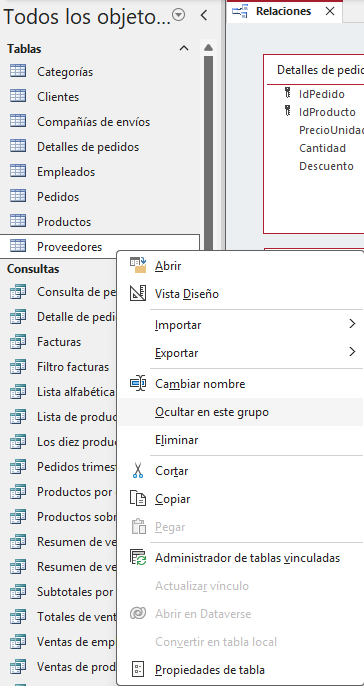 Todos los objeto...
Tablas
Categorías
Clientes
Compañías de envíos
Detalles de pedidos
Empleados
Pedidos
Productos
Proveedores
Consultas
Consulta de pe
Detalle de pedi
Facturas
Filtro facturas
Lista alfabética
Lista de produc
Los diez produc
Pedidos trimest
Productos por
Productos sobr
Resumen de ve
Resumen de ve
Subtotales por
Totales de vent
Ventas de emp
Ventas de prod
Relaciones
Detalles de pedid
IdPedido
IdProducto
PrecioUnidad
Cantidad
Descuento
Abrir
Vista Diseño
Importar
Exportar
Cambiar nombre
Ocultar en este grupo
Eliminar
Cortar
Copiar
Pegar
Administrador de tablas vinculadas
Actualizar vínculo
Abrir en Dataverse
Convertir en tabla local
Propiedades de tabla